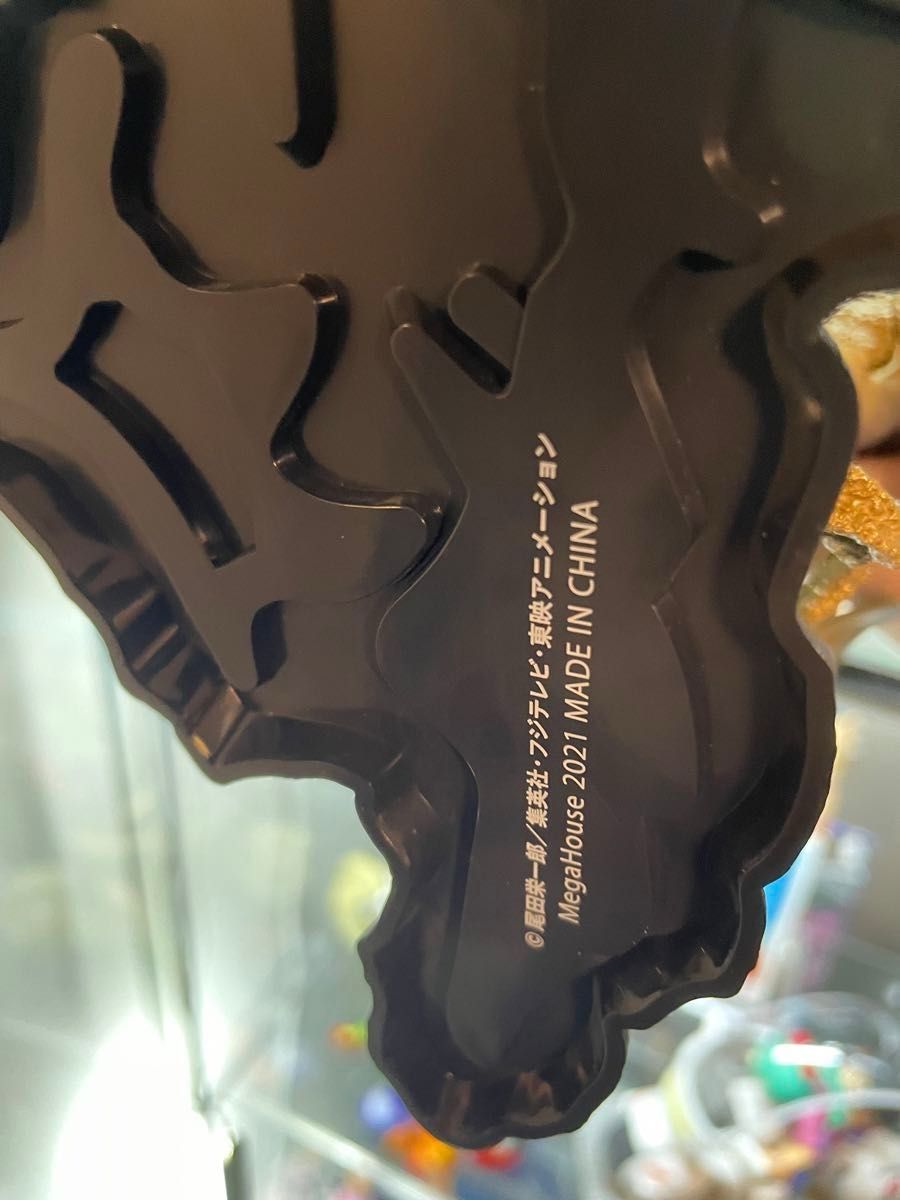 ©尾田栄一郎／集英社・フジテレビ・東映アニメーション
MegaHouse 2021 MADE IN CHINA